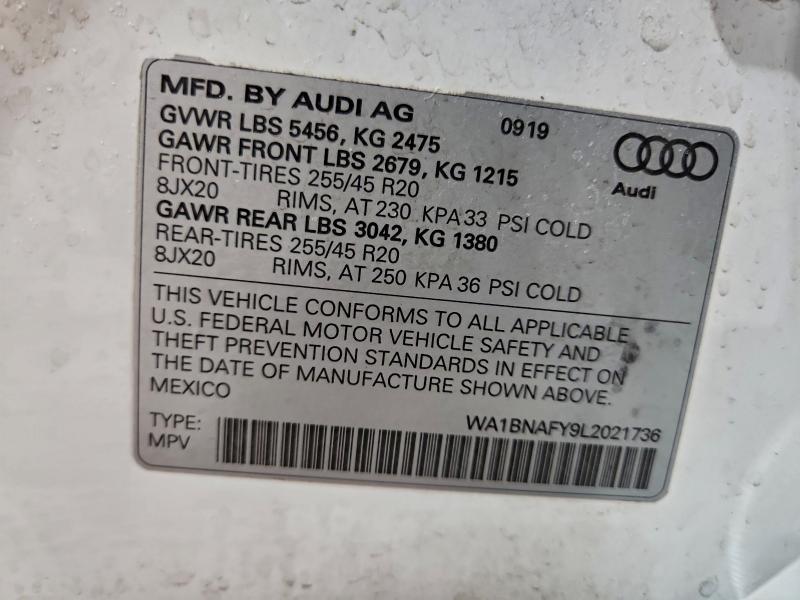 MFD. BY AUDI AG 0919
GVWR LBS 5456, KG 2475
GAWR FRONT LBS 2679, KG 1215
FRONT-TIRES 255/45 R20
8JX20 RIMS, AT 230 KPA 33 PSI COLD
GAWR REAR LBS 3042, KG 1380
REAR-TIRES 255/45 R20
8JX20 RIMS, AT 250 KPA 36 PSI COLD
Audi
THIS VEHICLE CONFORMS TO ALL APPLICABLE
U.S. FEDERAL MOTOR VEHICLE SAFETY AND
THEFT PREVENTION STANDARDS IN EFFECT ON
THE DATE OF MANUFACTURE SHOWN ABOVE.
MEXICO
TYPE: WA1BNAFY9L2021736
MPV